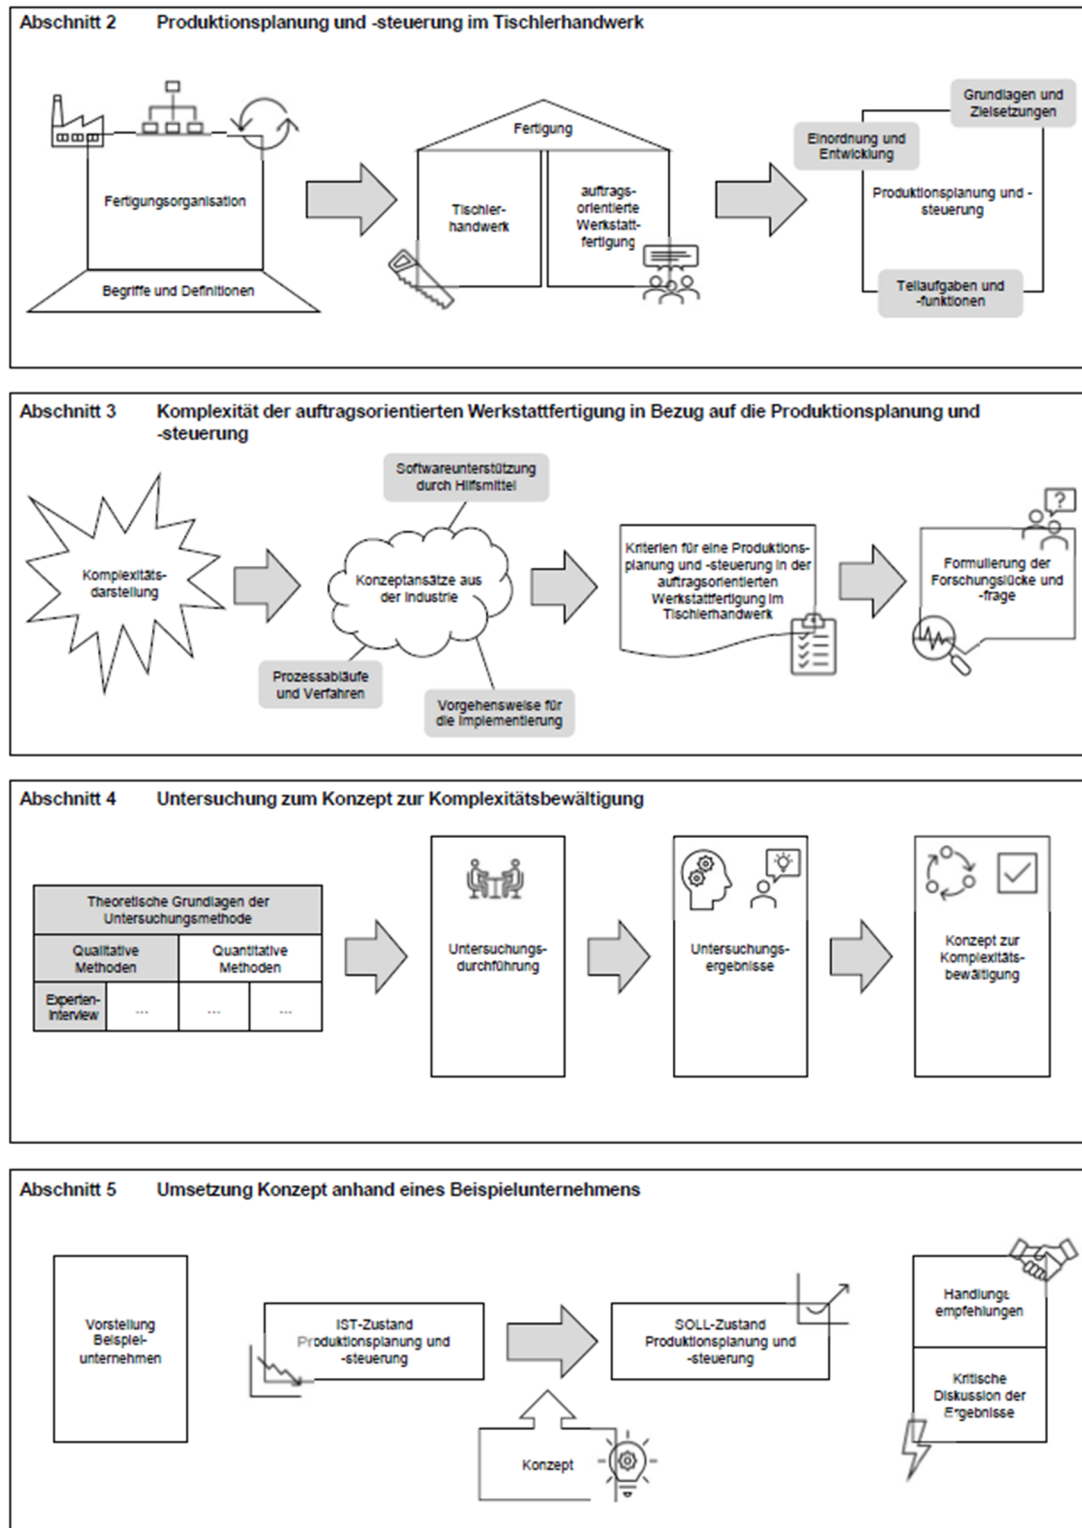 Abschnitt 2 Produktionsplanung und -steuerung im Tischlerhandwerk
Fertigungsorganisation
Begriffe und Definitionen
Fertigung
Tischler-
handwerk
auftrags-
orientierte
Werkstatt-
fertigung
Grundlagen und
Zielsetzungen
Einordnung und
Entwicklung
Produktionsplanung und -
steuerung
Teilaufgaben und
-funktionen
Abschnitt 3 Komplexität der auftragsorientierten Werkstattfertigung in Bezug auf die Produktionsplanung und
-steuerung
Komplexitäts-
darstellung
Softwareunterstützung
durch Hilfsmittel
Konzeptansätze aus
der Industrie
Prozessabläufe
und Verfahren
Vorgehensweise für
die Implementierung
Kriterien für eine Produktions-
planung und -steuerung in der
auftragsorientierten
Werkstattfertigung im
Tischlerhandwerk
?
Formulierung der
Forschungslücke und
-frage
Abschnitt 4 Untersuchung zum Konzept zur Komplexitätsbewältigung
Theoretische Grundlagen der
Untersuchungsmethode
Qualitative
Methoden
Quantitative
Methoden
Experten-
Interview
...
...
...
Untersuchungs-
durchführung
Untersuchungs-
ergebnisse
Konzept zur
Komplexitäts-
bewältigung
Abschnitt 5 Umsetzung Konzept anhand eines Beispielunternehmens
Vorstellung
Beispiel-
unternehmen
IST-Zustand
Produktionsplanung und
-steuerung
SOLL-Zustand
Produktionsplanung und
-steuerung
Konzept
Handlungs-
empfehlungen
Kritische
Diskussion der
Ergebnisse